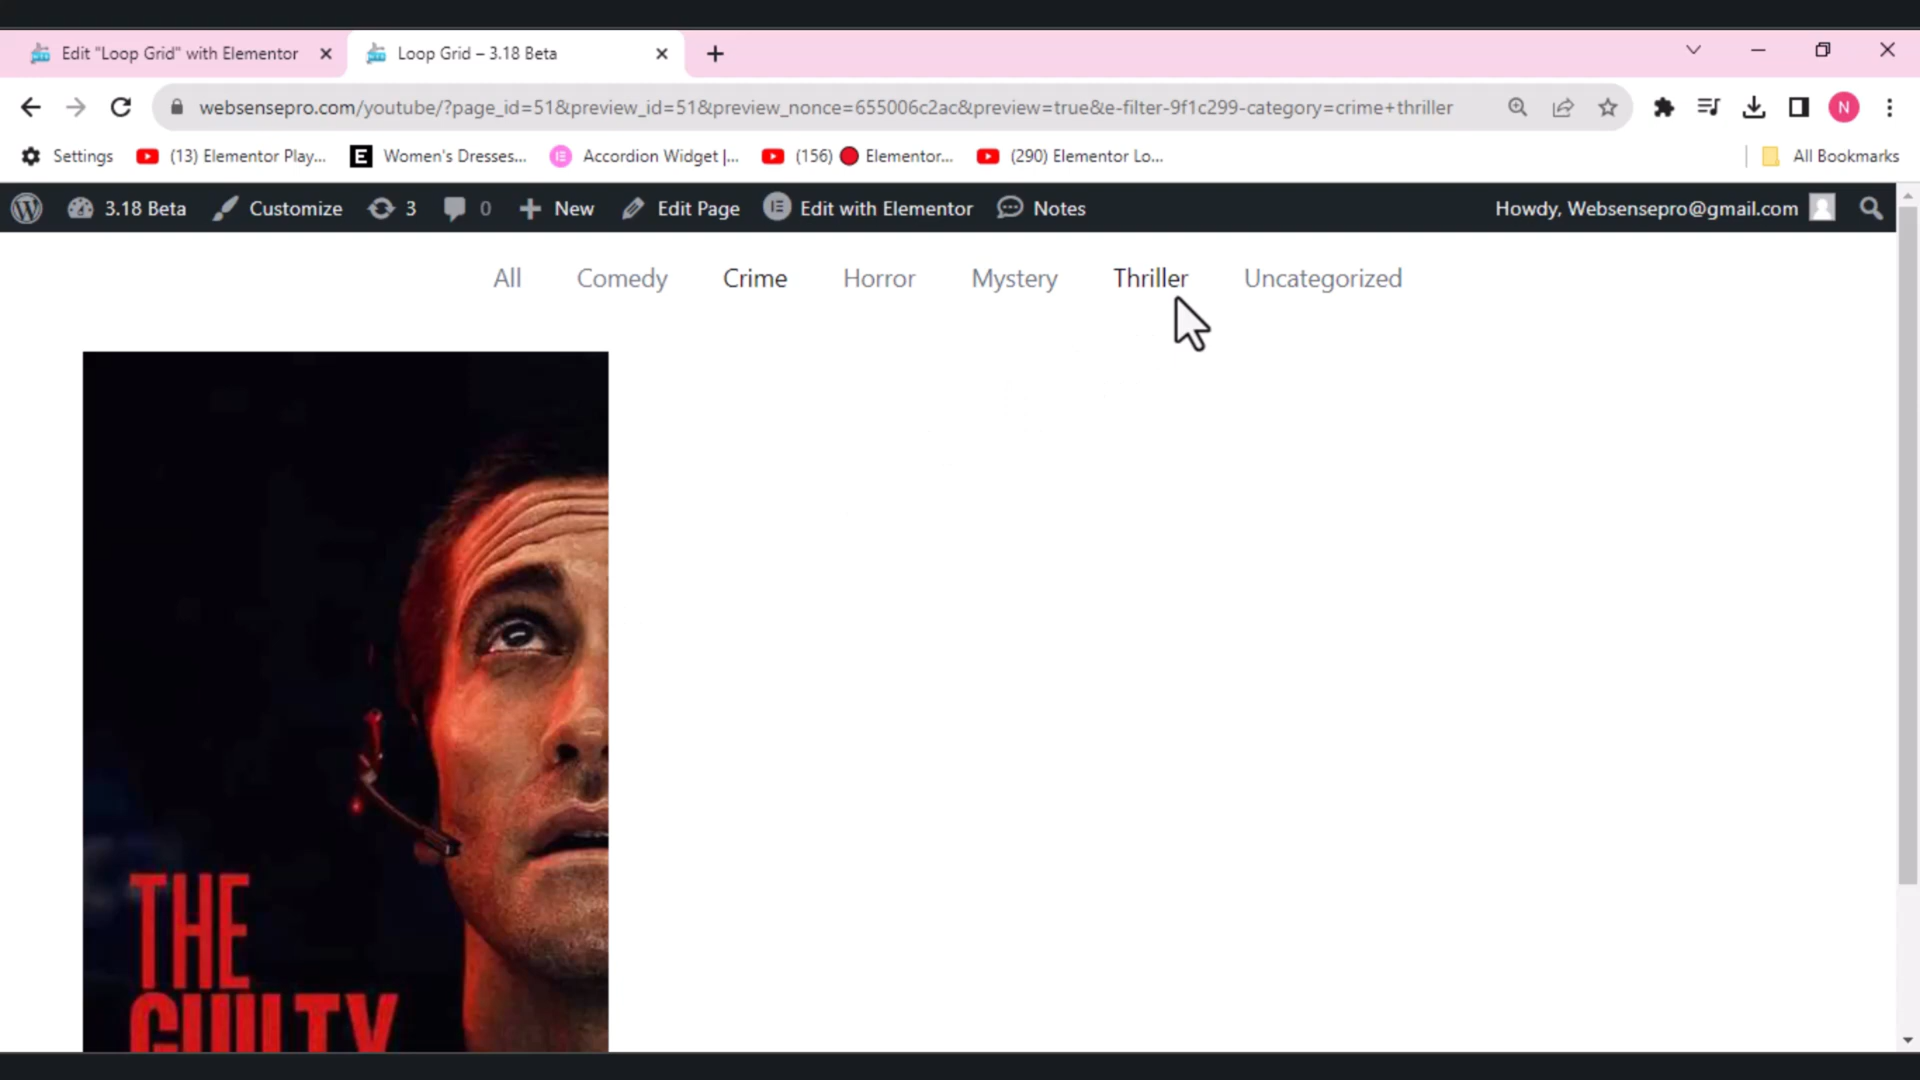 Edit "Loop Grid" with Elementor
Loop Grid – 3.18 Beta
websensepro.com/youtube/?page_id=51&preview_id=51&preview_nonce=655006c2ac&preview=true&e-filter-9f1c299-category=crime+thriller
N
Settings
(13) Elementor Play...
E
Women's Dresses...
Accordion Widget |...
(156) Elementor...
(290) Elementor Lo...
All Bookmarks
3.18 Beta
Customize
3
0
New
Edit Page
Edit with Elementor
Notes
Howdy, Websensepro@gmail.com
All
Comedy
Crime
Horror
Mystery
Thriller
Uncategorized
THE
GUILTY